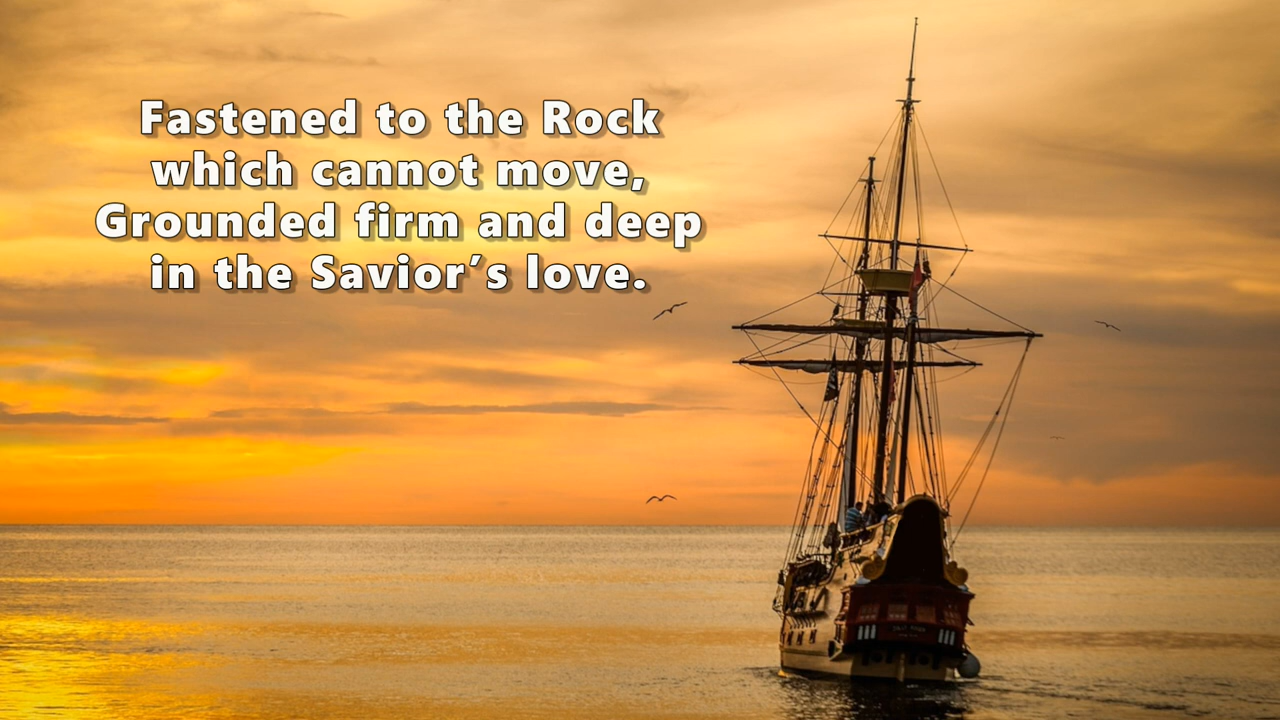 Fastened to the Rock
which cannot move,
Grounded firm and deep
in the Savior’s love.